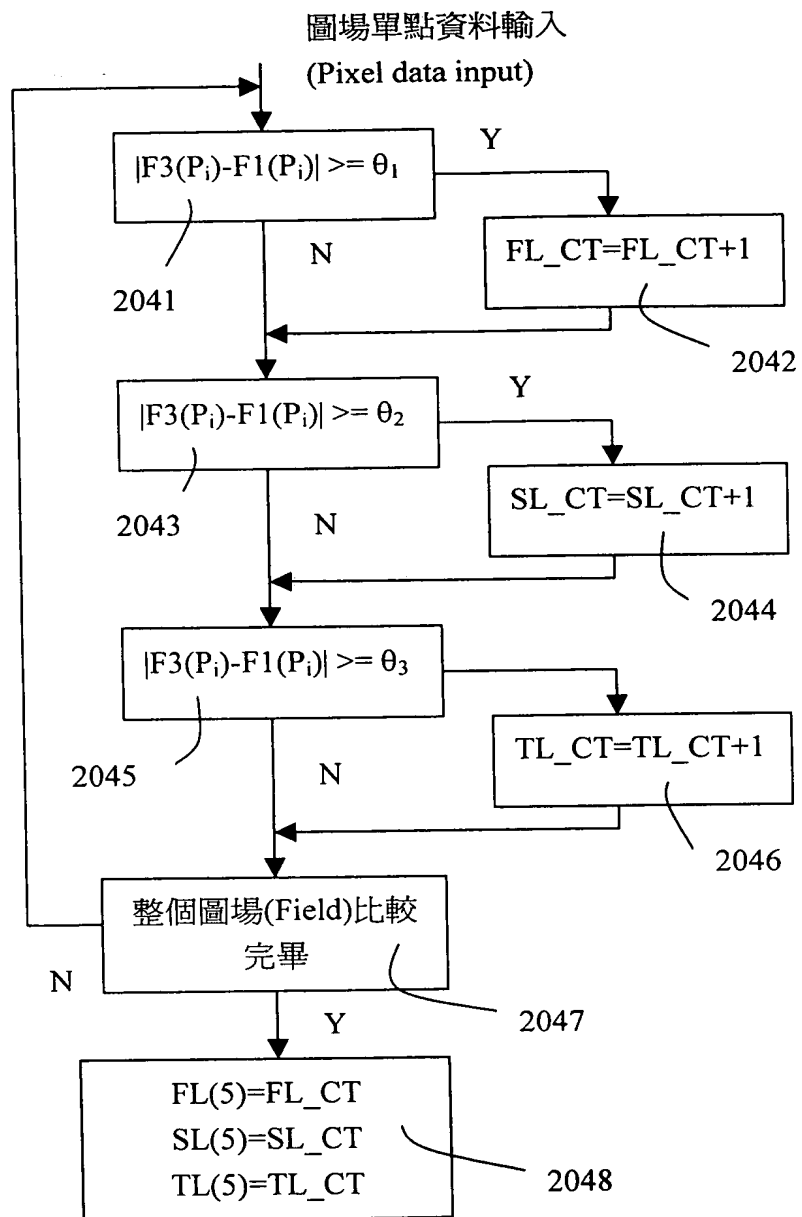 圖場單點資料輸入
(Pixel data input)
|F3(Pᵢ)-F1(Pᵢ)| >= θ₁
Y
N
FL_CT=FL_CT+1
2041
2042
|F3(Pᵢ)-F1(Pᵢ)| >= θ₂
Y
2043
N
SL_CT=SL_CT+1
2044
|F3(Pᵢ)-F1(Pᵢ)| >= θ₃
2045
N
TL_CT=TL_CT+1
2046
整個圖場(Field)比較
完畢
N
Y
2047
FL(5)=FL_CT
SL(5)=SL_CT
TL(5)=TL_CT
2048